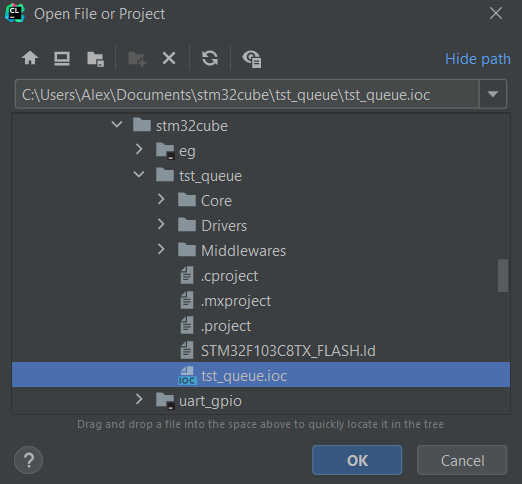 CL
Open File or Project
Hide path
C:\Users\Alex\Documents\stm32cube\tst_queue\tst_queue.ioc
stm32cube
eg
tst_queue
Core
Drivers
Middlewares
.cproject
.mxproject
.project
STM32F103C8TX_FLASH.ld
IOC tst_queue.ioc
uart_gpio
Drag and drop a file into the space above to quickly locate it in the tree
? OK Cancel